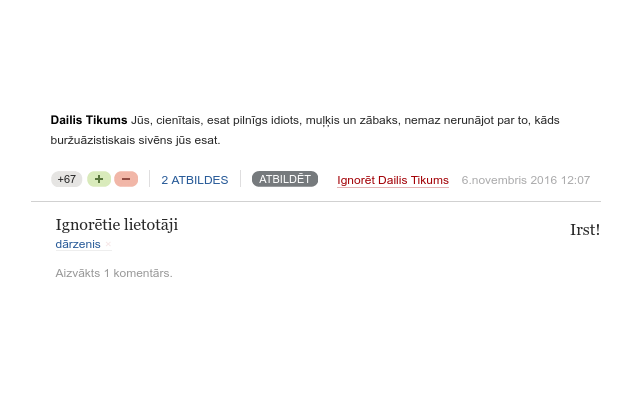 Dailis Tikums Jūs, cienītais, esat pilnīgs idiots, muļķis un zābaks, nemaz nerunājot par to, kāds
buržuāzistiskais sivēns jūs esat.
+67 + − 2 ATBILDES ATBILDĒT Ignorēt Dailis Tikums 6.novembris 2016 12:07
Ignorētie lietotāji
Irst!
dārzenis ×
Aizvākts 1 komentārs.